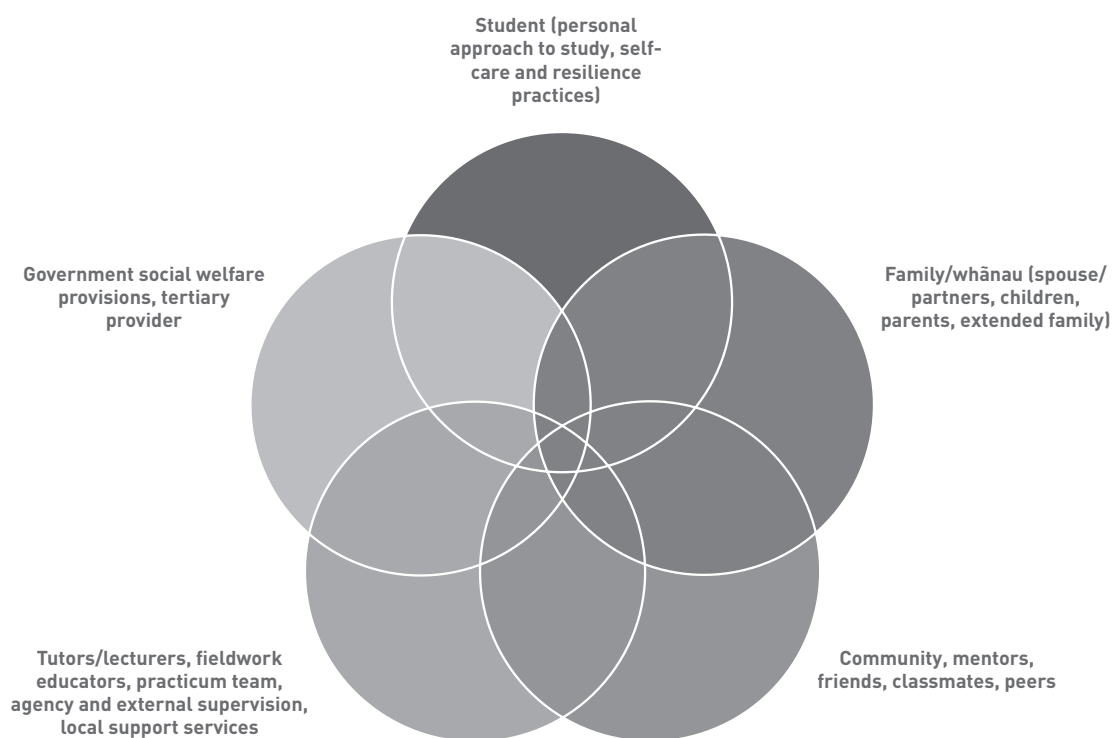 Student (personal
approach to study, self-
care and resilience
practices)
Government social welfare
provisions, tertiary
provider
Family/whãnau (spouse/
partners, children,
parents, extended family)
Tutors/lecturers, fieldwork
educators, practicum team,
agency and external supervision,
local support services
Community, mentors,
friends, classmates, peers